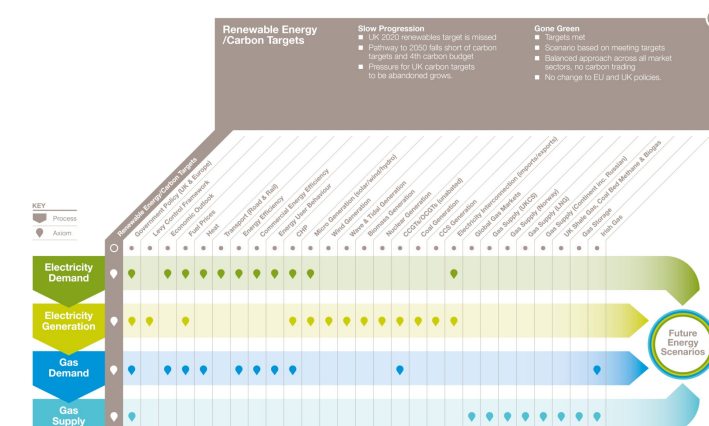 Renewable Energy
/Carbon Targets
Slow Progression
UK 2020 renewables target is missed
Pathway to 2050 falls short of carbon
targets and 4th carbon budget
Pressure for UK carbon targets
to be abandoned grows.
Gone Green
Targets met
Scenario based on meeting targets
Balanced approach across all market
sectors, no carbon trading
No change to EU and UK policies.
KEY
Process
Axiom
Renewable Energy/Carbon Targets
Government Policy (UK & Europe)
Levy Control Framework
Economic Outlook
Fuel Prices
Heat
Transport (Road & Rail)
Energy Efficiency
Commercial Energy Efficiency
Energy User Behaviour
CHP
Micro Generation (solar/wind/hydro)
Wind Generation
Wave & Tidal Generation
Biomass Generation
Nuclear Generation
CCGTs/OCGTs (unabated)
Coal Generation
CCS Generation
Electricity Interconnection (imports/exports)
Global Gas Markets
Gas Supply (UKCS)
Gas Supply (Norway)
Gas Supply (LNG)
Gas Supply (Continent inc. Russian)
UK Shale Gas, Coal Bed Methane & Biogas
Gas Storage
Irish Gas
Electricity
Demand
Electricity
Generation
Gas
Demand
Gas
Supply
Future
Energy
Scenarios